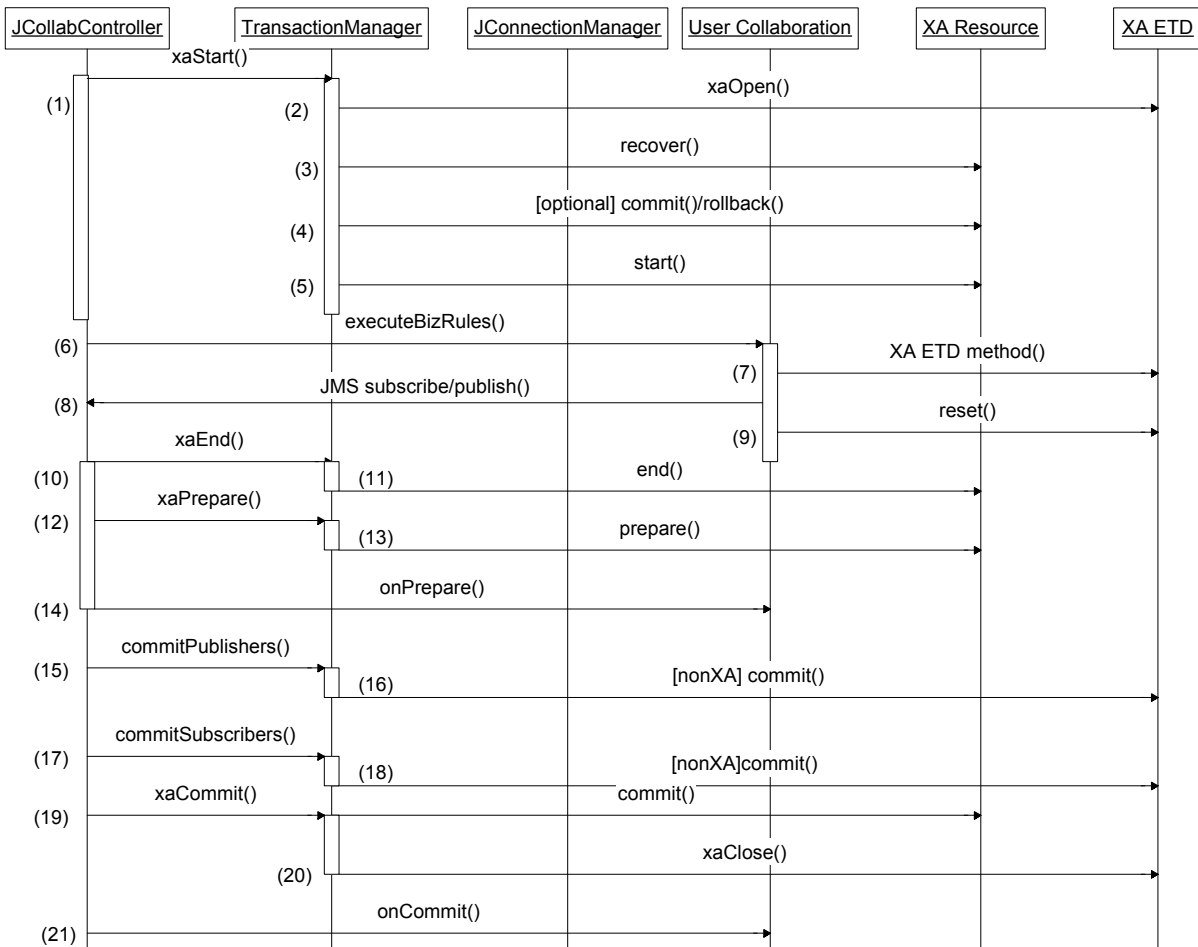 JCollabController TransactionManager JConnectionManager User Collaboration XA Resource XA ETD
xaStart()
(1) (2) xaOpen()
(3) recover()
(4) [optional] commit()/rollback()
(5) start()
(6) executeBizRules()
(7) XA ETD method()
(8) JMS subscribe/publish()
(9) reset()
(10) xaEnd()
(11) end()
(12) xaPrepare()
(13) prepare()
(14) onPrepare()
(15) commitPublishers()
(16) [nonXA] commit()
(17) commitSubscribers()
(18) [nonXA]commit()
(19) xaCommit() commit()
(20) xaClose()
(21) onCommit()